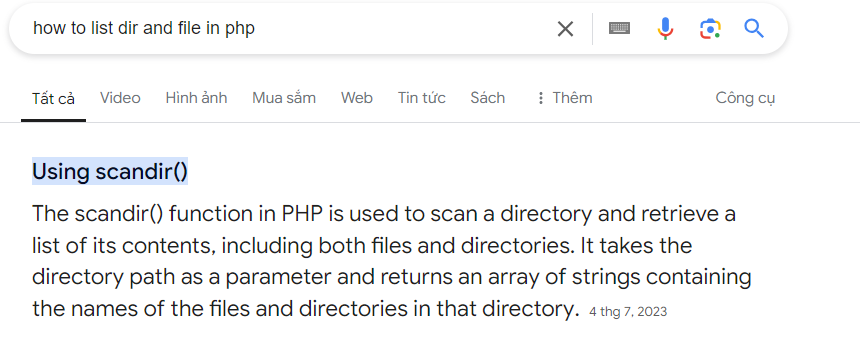 how to list dir and file in php
Tất cả Video Hình ảnh Mua sắm Web Tin tức Sách Thêm Công cụ
Using scandir()
The scandir() function in PHP is used to scan a directory and retrieve a
list of its contents, including both files and directories. It takes the
directory path as a parameter and returns an array of strings containing
the names of the files and directories in that directory. 4 thg 7, 2023